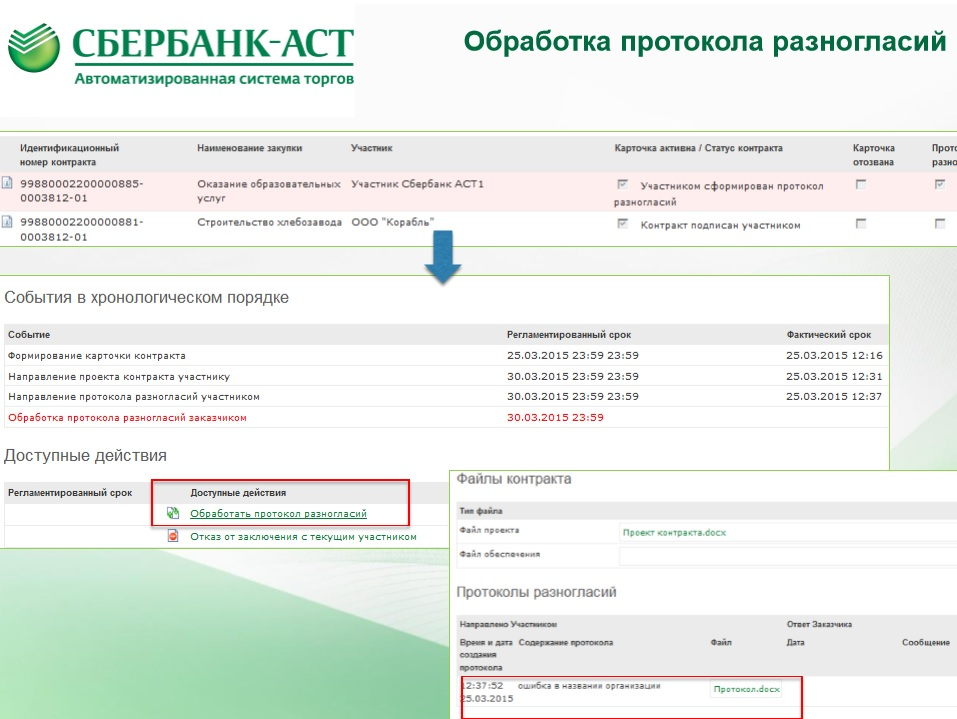 СБЕРБАНК-АСТ
Автоматизированная система торгов
Обработка протокола разногласий
Идентификационный номер контракта Наименование закупки Участник Карточка активна / Статус контракта Карточка отозвана
99880002200000885-0003812-01 Оказание образовательных услуг Участник Сбербанк АСТ1 Участником сформирован протокол разногласий
99880002200000881-0003812-01 Строительство хлебозавода ООО "Корабль" Контракт подписан участником
События в хронологическом порядке
Событие Регламентированный срок Фактический срок
Формирование карточки контракта 25.03.2015 23:59 23:59 25.03.2015 12:16
Направление проекта контракта участнику 30.03.2015 23:59 23:59 25.03.2015 12:31
Направление протокола разногласий участником 30.03.2015 23:59 23:59 25.03.2015 12:37
Обработка протокола разногласий заказчиком 30.03.2015 23:59
Доступные действия
Регламентированный срок Доступные действия
Обработать протокол разногласий
Отказ от заключения с текущим участником
Файлы контракта
Тип файла
Файл проекта Проект контракта.docx
Файл обеспечения
Протоколы разногласий
Направлено Участником Ответ Заказчика
Время и дата создания протокола Содержание протокола Файл Дата Сообщение
12:37:52 25.03.2015 ошибка в названии организации Протокол.docx